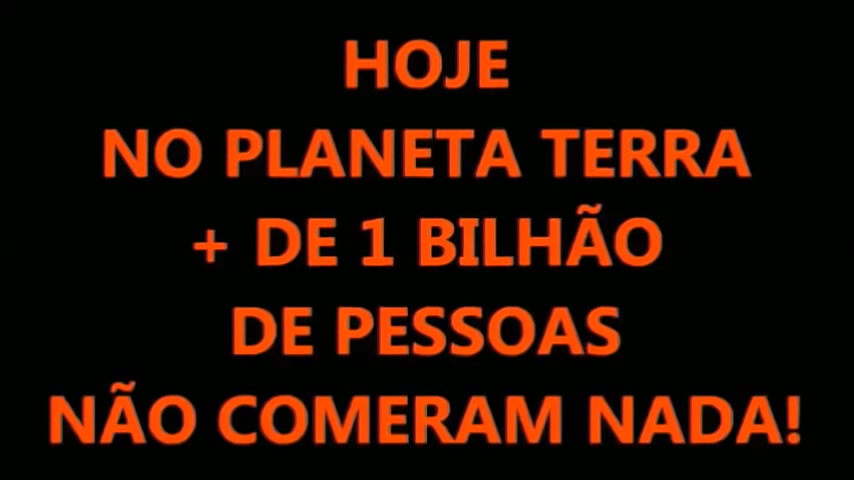 HOJE
NO PLANETA TERRA
+ DE 1 BILHÃO
DE PESSOAS
NÃO COMERAM NADA!